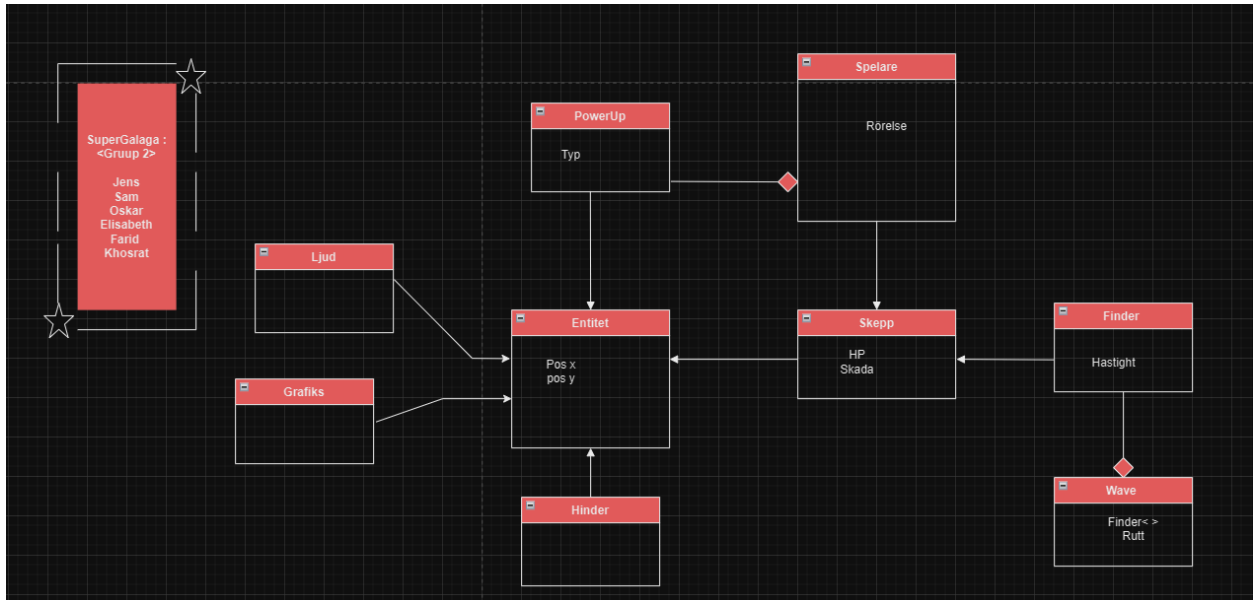 SuperGalaga :
<Gruup 2>
Jens
Sam
Oskar
Elisabeth
Farid
Khosrat
Spelare
Rörelse
PowerUp
Typ
Ljud
Entitet
Pos x
pos y
Skepp
HP
Skada
Finder
Hastight
Grafiks
Hinder
Wave
Finder< >
Rutt